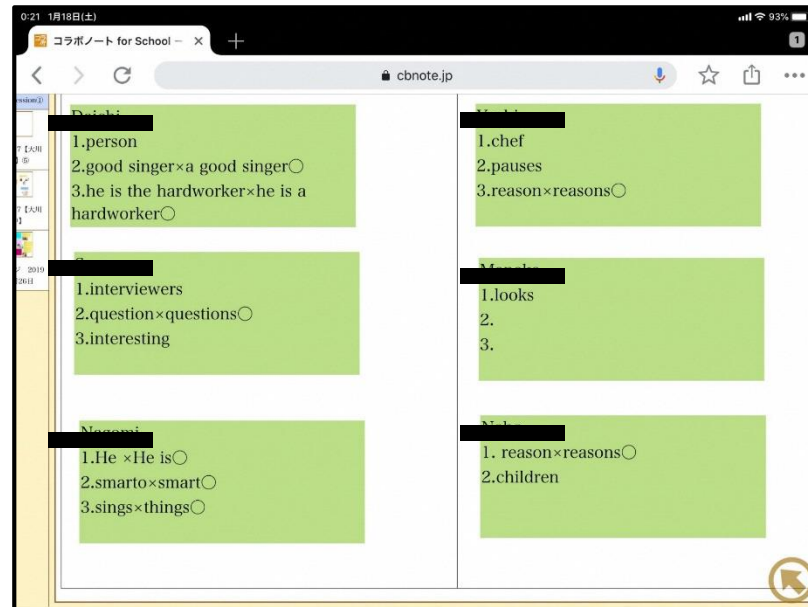 0:21 1月18日(土)
93%
コラボノート for School −
1
cbnote.jp
1.person
2.good singer×a good singer○
3.he is the hardworker×he is a
hardworker○
1.chef
2.pauses
3.reason×reasons○
1.interviewers
2.question×questions○
3.interesting
1.looks
2.
3.
1.He ×He is○
2.smarto×smart○
3.sings×things○
1. reason×reasons○
2.children